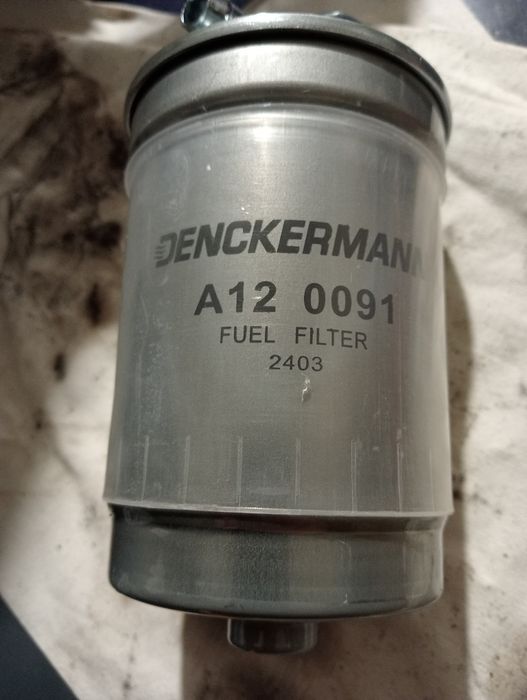 DENCKERMANN
A12 0091
FUEL FILTER
2403